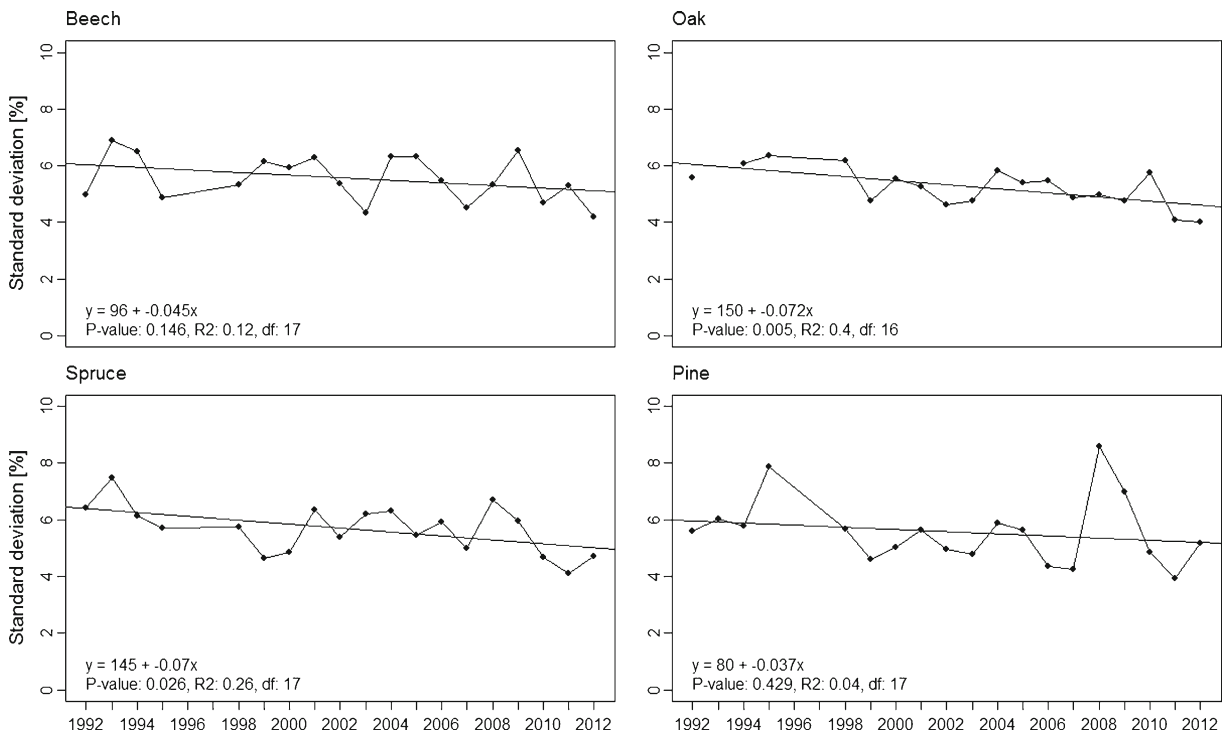 Beech
Standard deviation [%]
10
8
6
4
2
0
y = 96 + -0.045x
P-value: 0.146, R2: 0.12, df: 17
Oak
10
8
6
4
2
0
y = 150 + -0.072x
P-value: 0.005, R2: 0.4, df: 16
Spruce
Standard deviation [%]
10
8
6
4
2
0
y = 145 + -0.07x
P-value: 0.026, R2: 0.26, df: 17
1992 1994 1996 1998 2000 2002 2004 2006 2008 2010 2012
Pine
10
8
6
4
2
0
y = 80 + -0.037x
P-value: 0.429, R2: 0.04, df: 17
1992 1994 1996 1998 2000 2002 2004 2006 2008 2010 2012